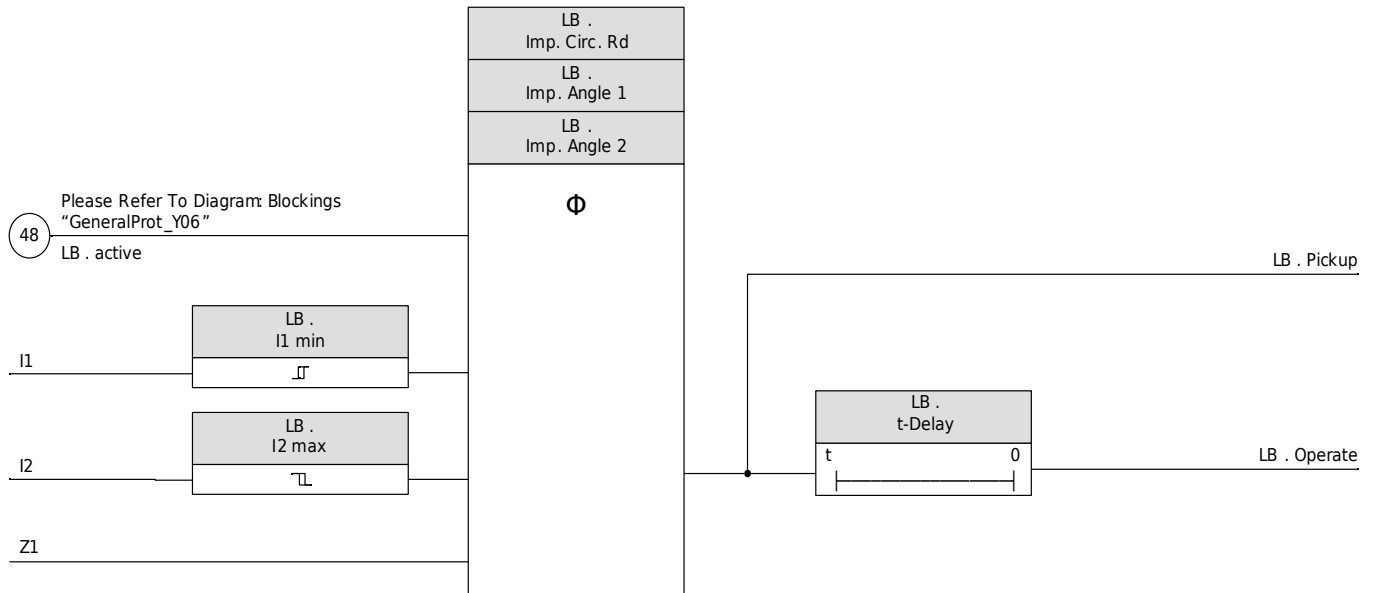 LB .
Imp. Circ. Rd
LB .
Imp. Angle 1
LB .
Imp. Angle 2
Φ
Please Refer To Diagram: Blockings
“GeneralProt_Y06”
48
LB . active
LB . Pickup
LB .
I1 min
I1
LB .
I2 max
I2
LB .
t-Delay
t 0
LB . Operate
Z1